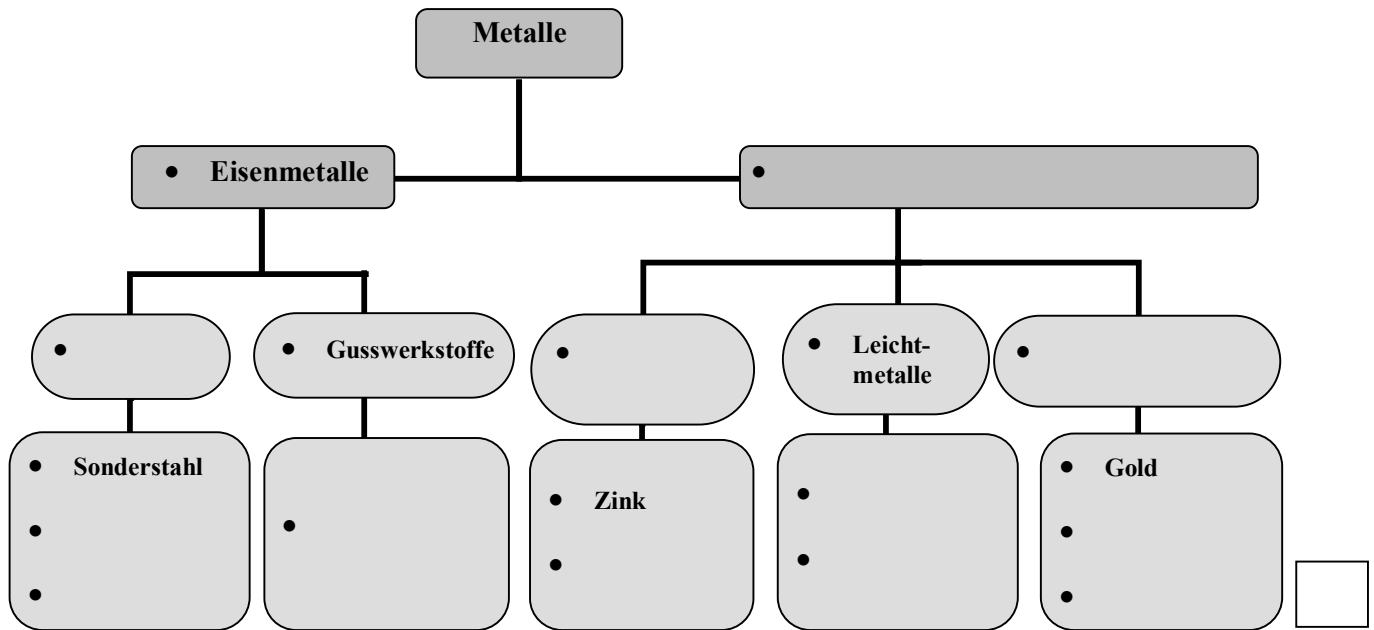 Metalle
• Eisenmetalle
•
•
• Gusswerkstoffe
•
• Leicht-
metalle
•
• Sonderstahl
•
•
•
• Zink
•
•
•
• Gold
•
•